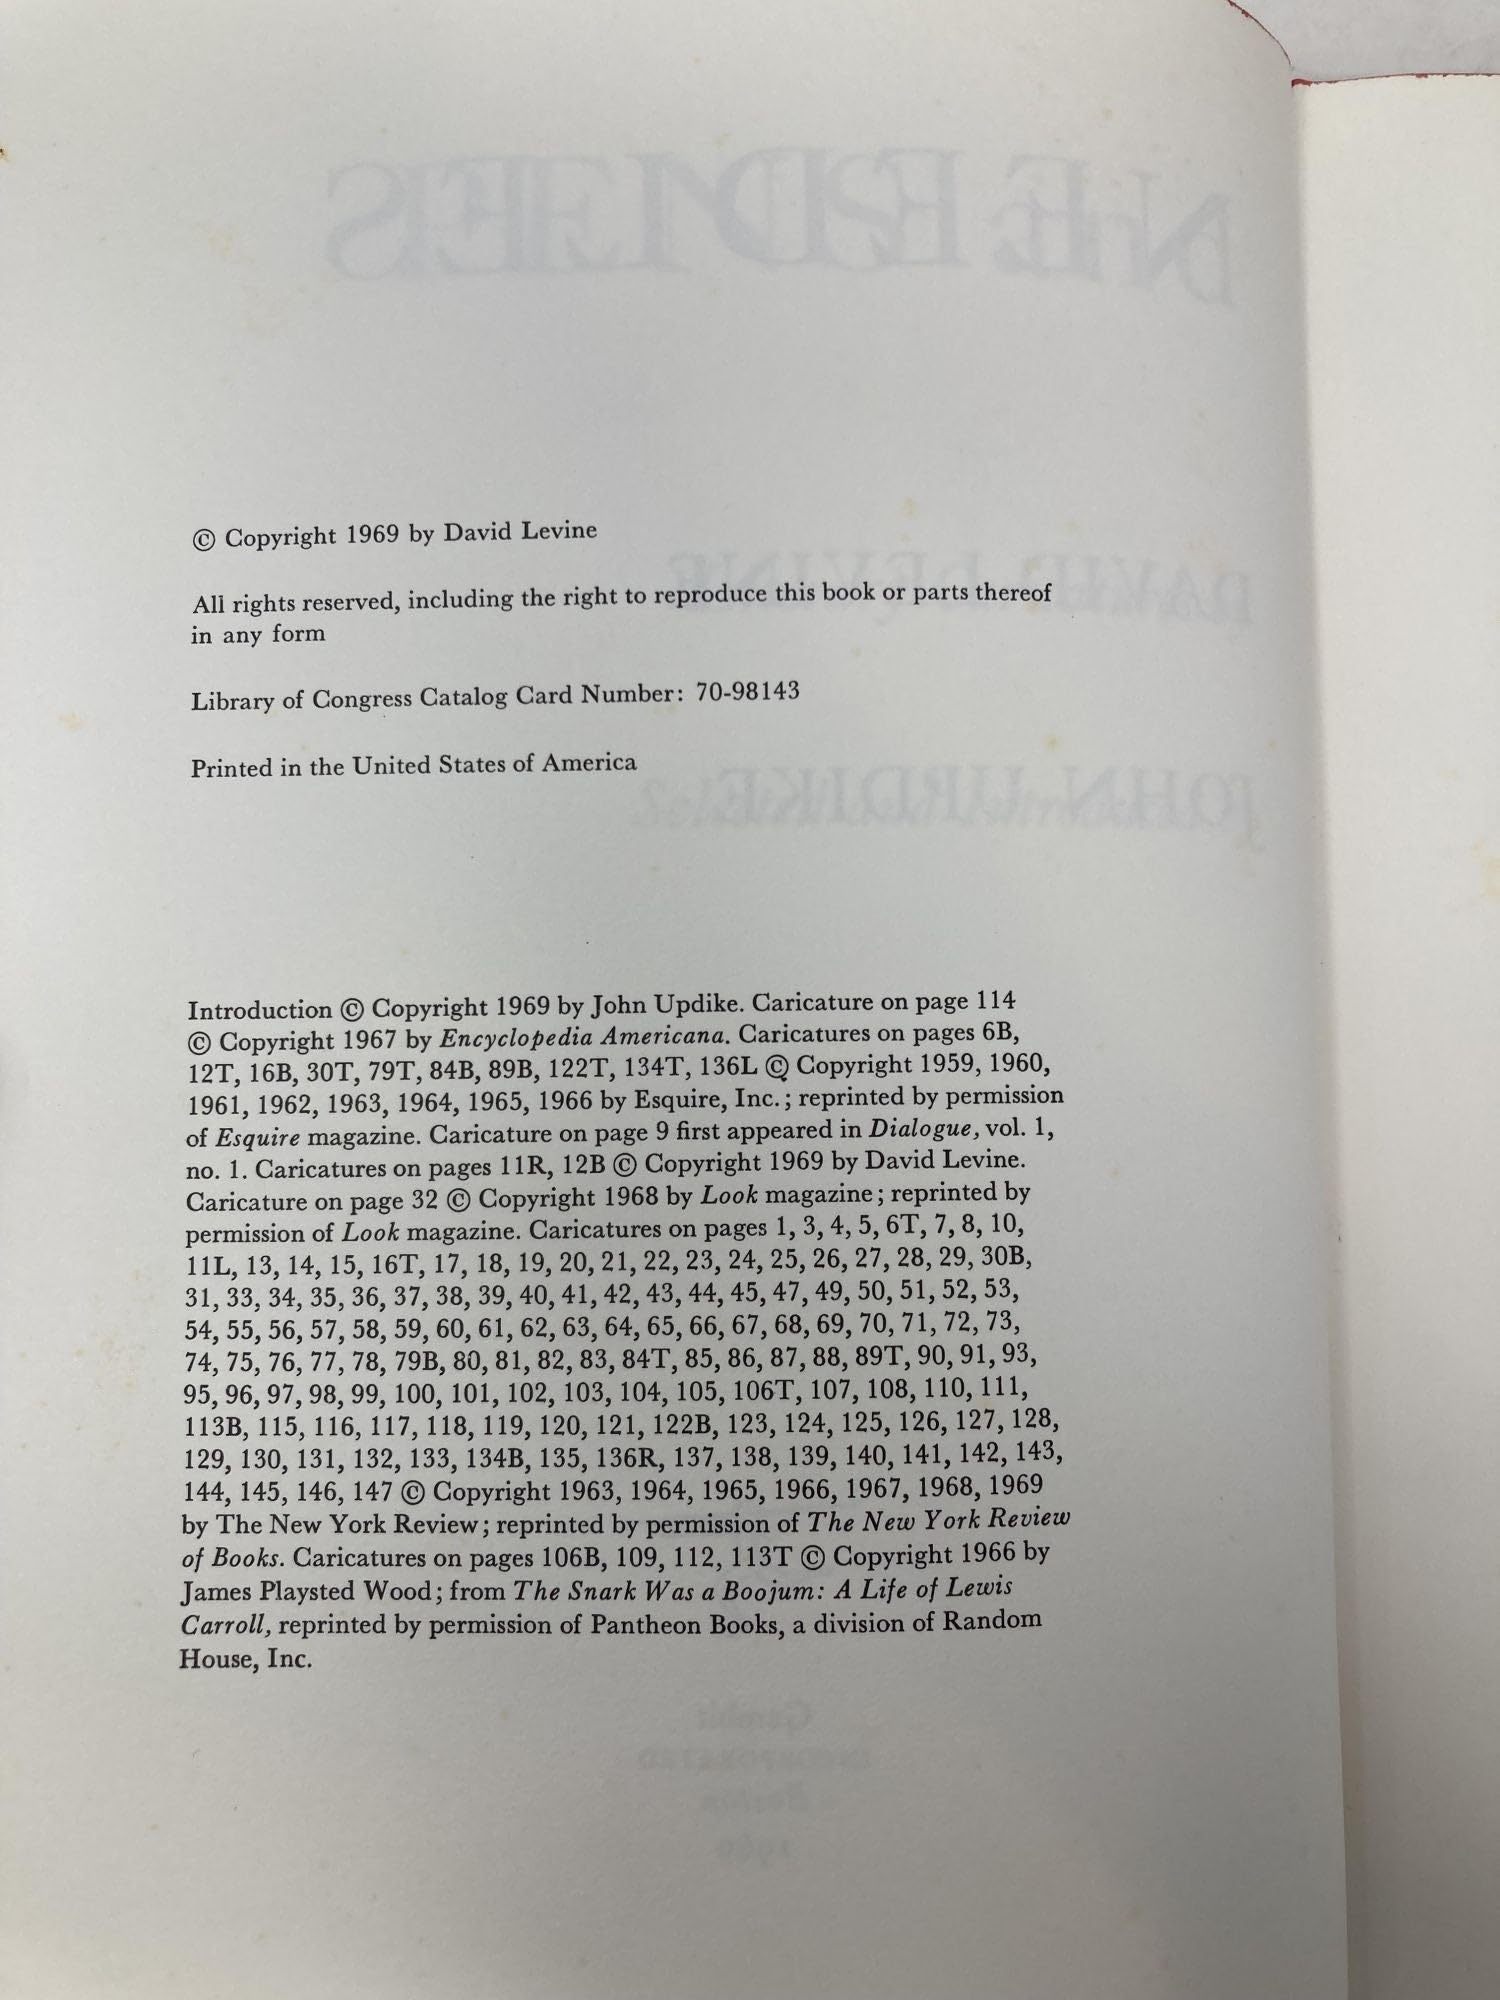 © Copyright 1969 by David Levine
All rights reserved, including the right to reproduce this book or parts thereof
in any form
Library of Congress Catalog Card Number: 70-98143
Printed in the United States of America
Introduction © Copyright 1969 by John Updike. Caricature on page 114
© Copyright 1967 by Encyclopedia Americana. Caricatures on pages 6B,
12T, 16B, 30T, 79T, 84B, 89B, 122T, 134T, 136L © Copyright 1959, 1960,
1961, 1962, 1963, 1964, 1965, 1966 by Esquire, Inc.; reprinted by permission
of Esquire magazine. Caricature on page 9 first appeared in Dialogue, vol. 1,
no. 1. Caricatures on pages 11R, 12B © Copyright 1969 by David Levine.
Caricature on page 32 © Copyright 1968 by Look magazine; reprinted by
permission of Look magazine. Caricatures on pages 1, 3, 4, 5, 6T, 7, 8, 10,
11L, 13, 14, 15, 16T, 17, 18, 19, 20, 21, 22, 23, 24, 25, 26, 27, 28, 29, 30B,
31, 33, 34, 35, 36, 37, 38, 39, 40, 41, 42, 43, 44, 45, 47, 49, 50, 51, 52, 53,
54, 55, 56, 57, 58, 59, 60, 61, 62, 63, 64, 65, 66, 67, 68, 69, 70, 71, 72, 73,
74, 75, 76, 77, 78, 79B, 80, 81, 82, 83, 84T, 85, 86, 87, 88, 89T, 90, 91, 93,
95, 96, 97, 98, 99, 100, 101, 102, 103, 104, 105, 106T, 107, 108, 110, 111,
113B, 115, 116, 117, 118, 119, 120, 121, 122B, 123, 124, 125, 126, 127, 128,
129, 130, 131, 132, 133, 134B, 135, 136R, 137, 138, 139, 140, 141, 142, 143,
144, 145, 146, 147 © Copyright 1963, 1964, 1965, 1966, 1967, 1968, 1969
by The New York Review; reprinted by permission of The New York Review
of Books. Caricatures on pages 106B, 109, 112, 113T © Copyright 1966 by
James Playsted Wood; from The Snark Was a Boojum: A Life of Lewis
Carroll, reprinted by permission of Pantheon Books, a division of Random
House, Inc.